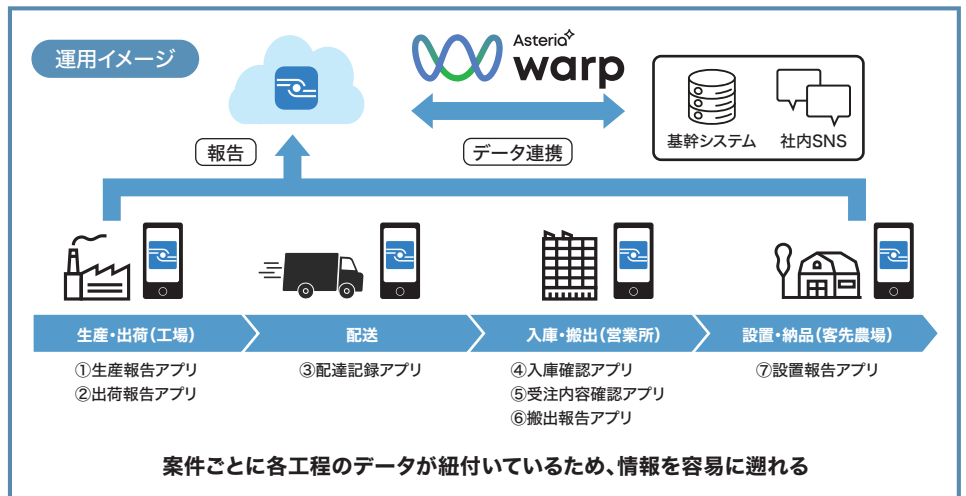 運用イメージ
Asteria
warp
基幹システム
社内SNS
報告
データ連携
生産・出荷(工場)
配送
入庫・搬出(営業所)
設置・納品(客先農場)
①生産報告アプリ
②出荷報告アプリ
③配達記録アプリ
④入庫確認アプリ
⑤受注内容確認アプリ
⑥搬出報告アプリ
⑦設置報告アプリ
案件ごとに各工程のデータが紐付いているため、情報を容易に遡れる